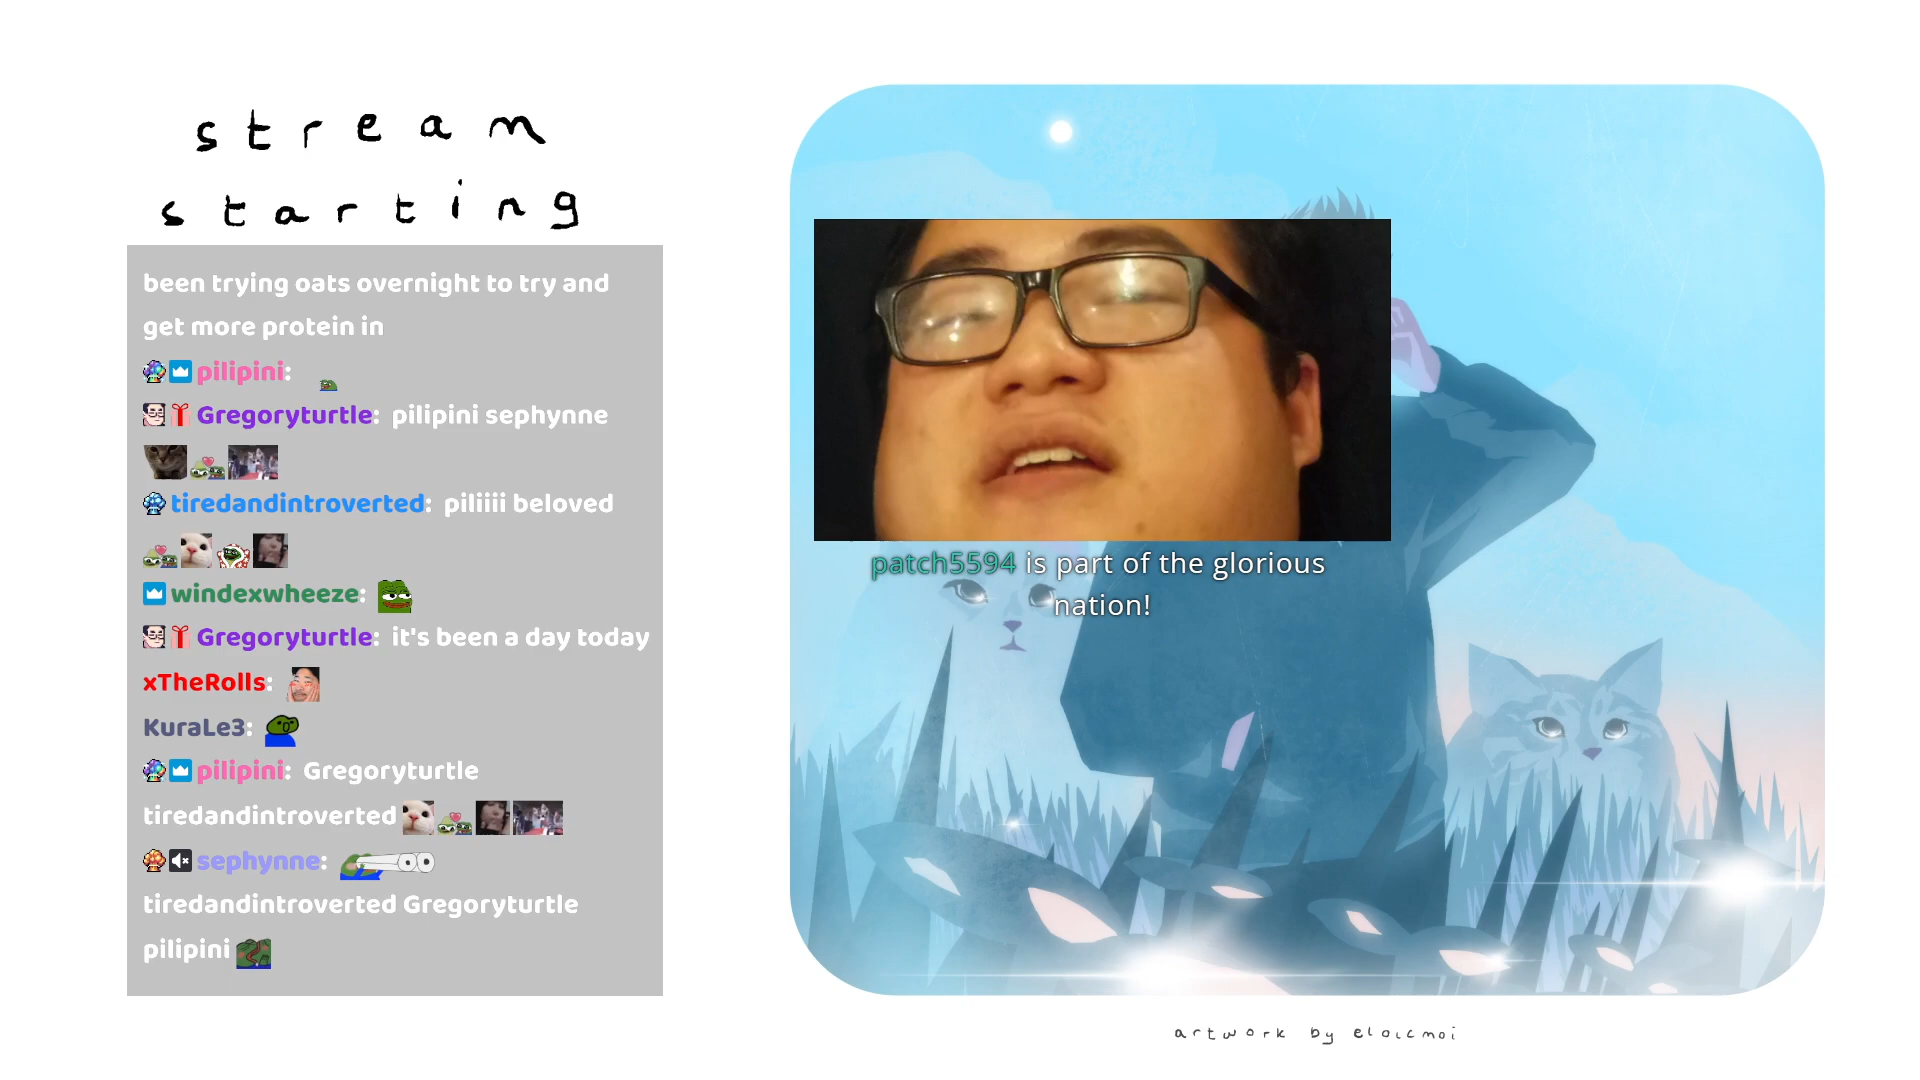 stream
starting
been trying oats overnight to try and
get more protein in
pilipini:
Gregoryturtle: pilipini sephynne
tiredandintroverted: piliiii beloved
windexwheeze:
Gregoryturtle: it's been a day today
xTheRolls:
KuraLe3:
pilipini: Gregoryturtle
tiredandintroverted
sephynne:
tiredandintroverted Gregoryturtle
pilipini
patch5594 is part of the glorious
nation!
artwork by eloicmoi